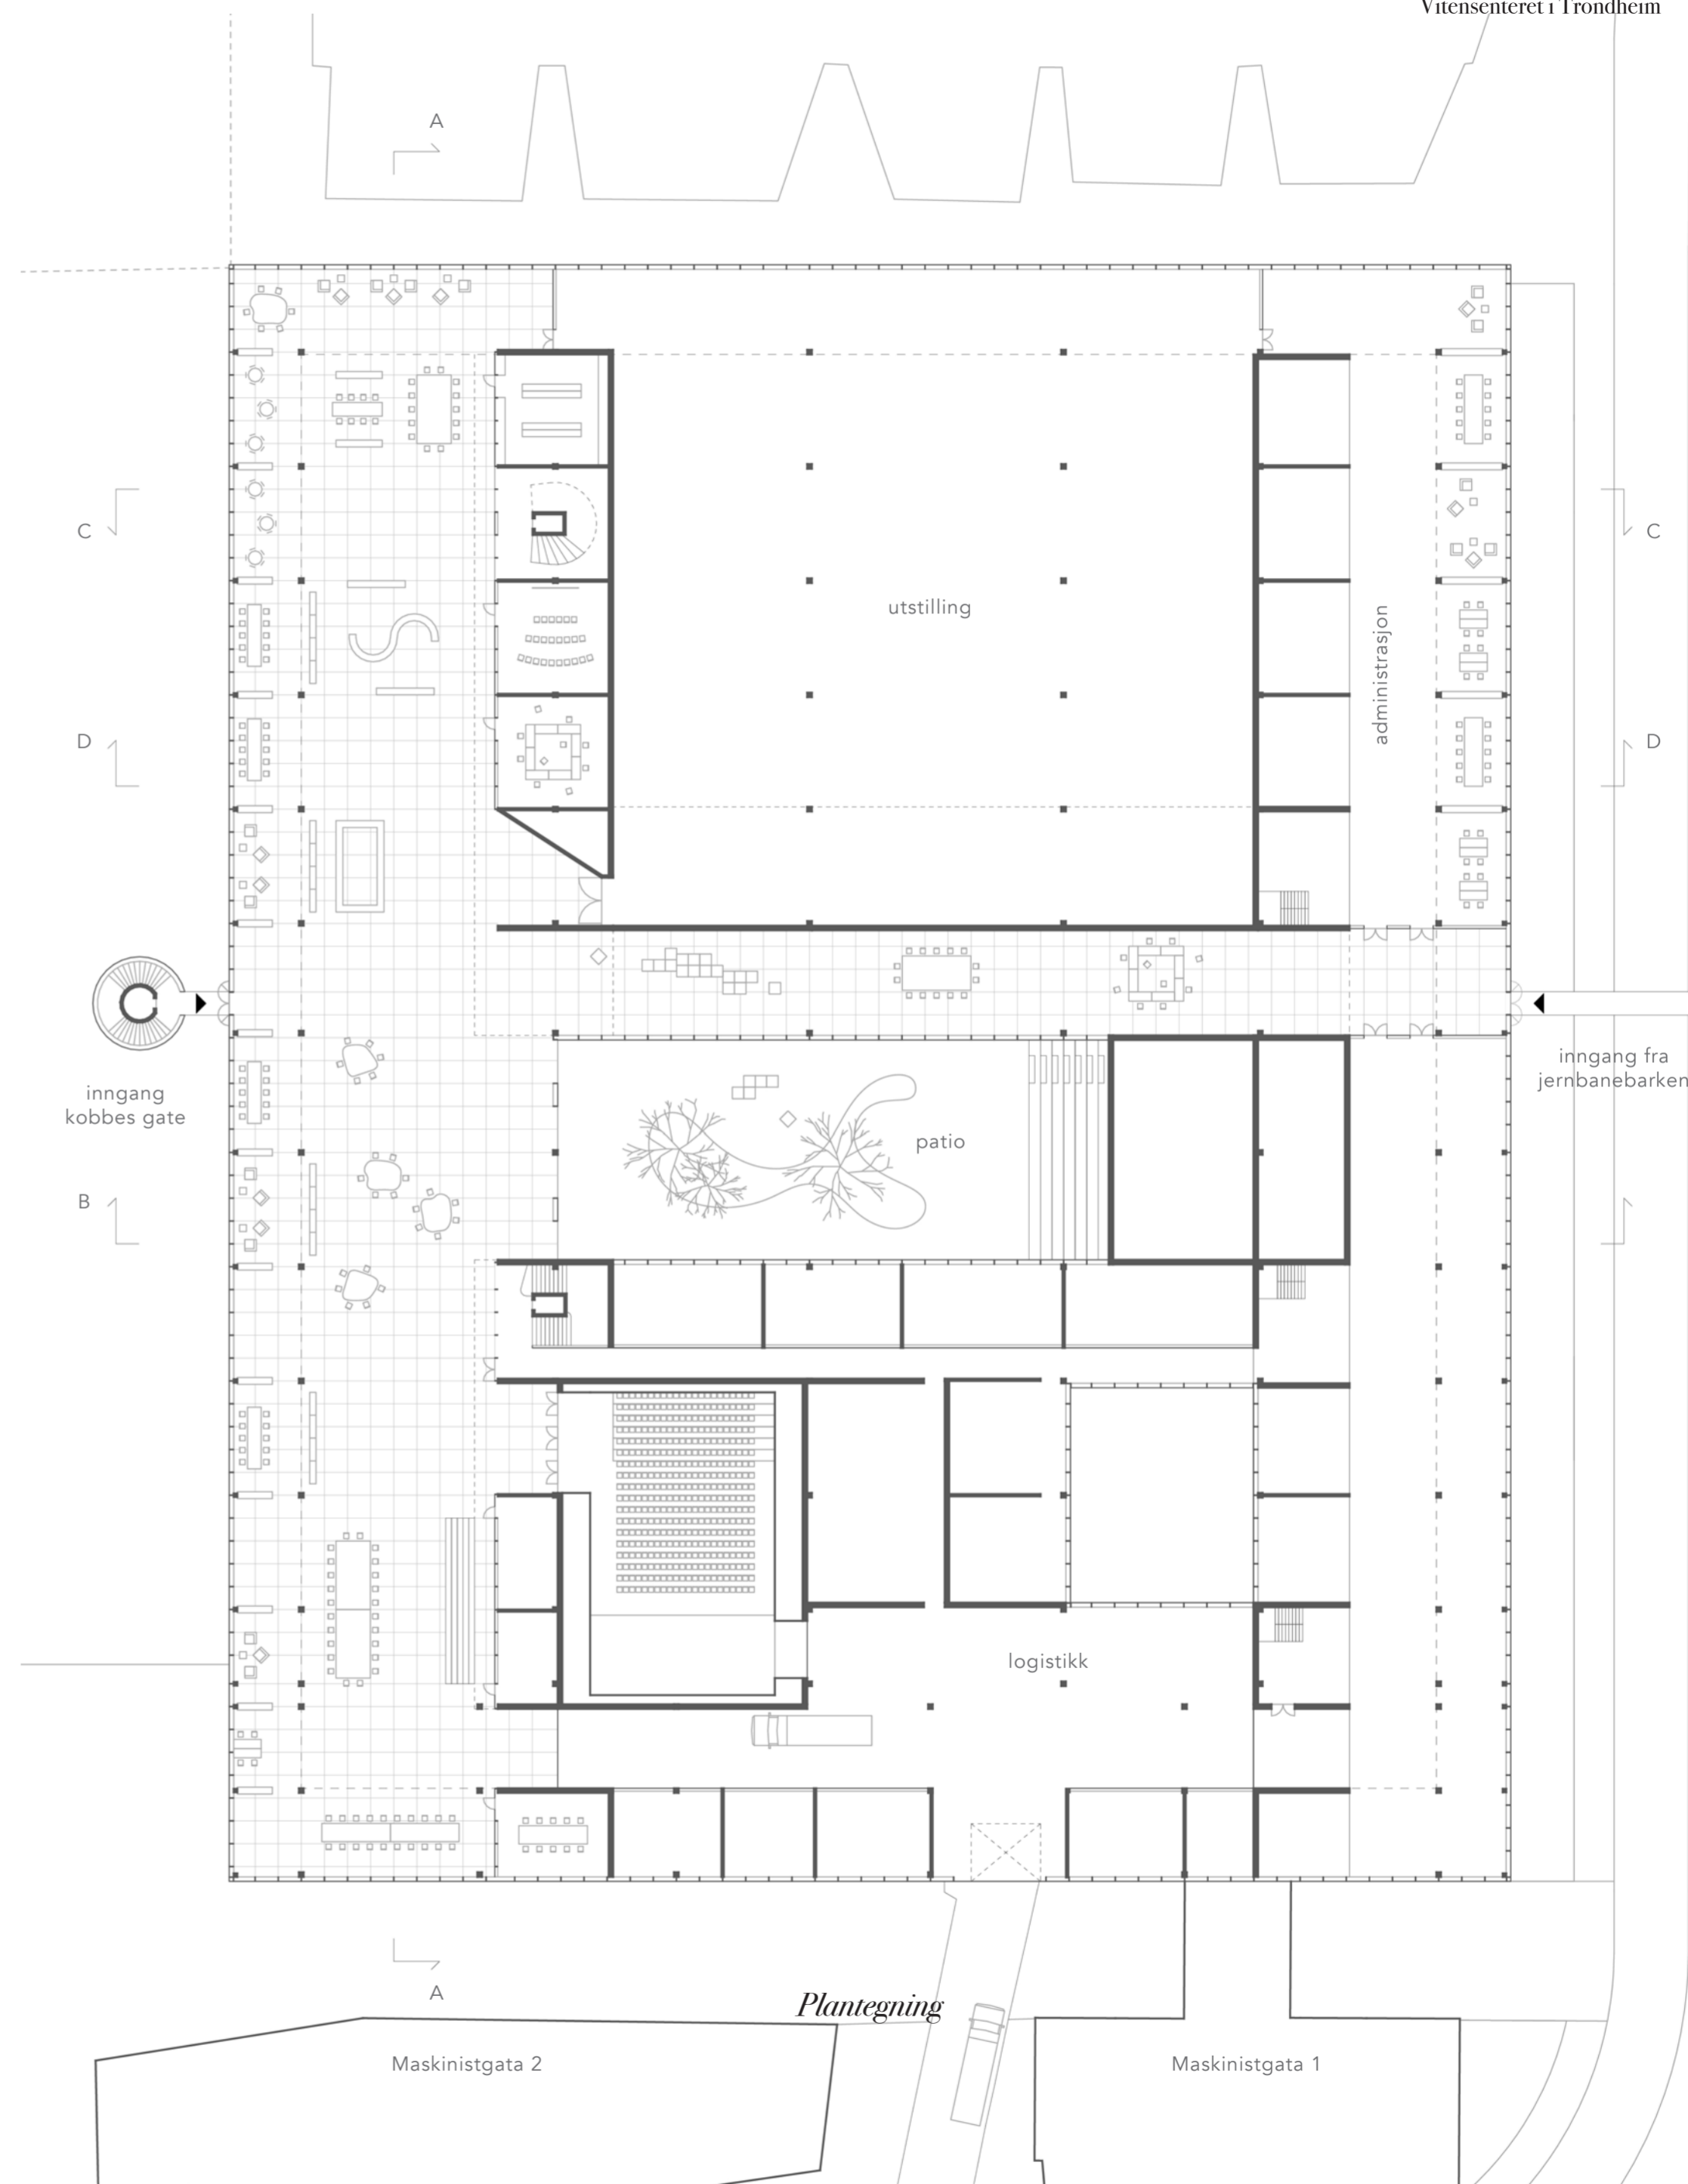 Vitensenteret i Trondheim
A
C
C
utstilling
administrasjon
D
D
inngang
kobbes gate
inngang fra
jernbanebarken
patio
B
logistikk
A
Plantegning
Maskinistgata 2
Maskinistgata 1